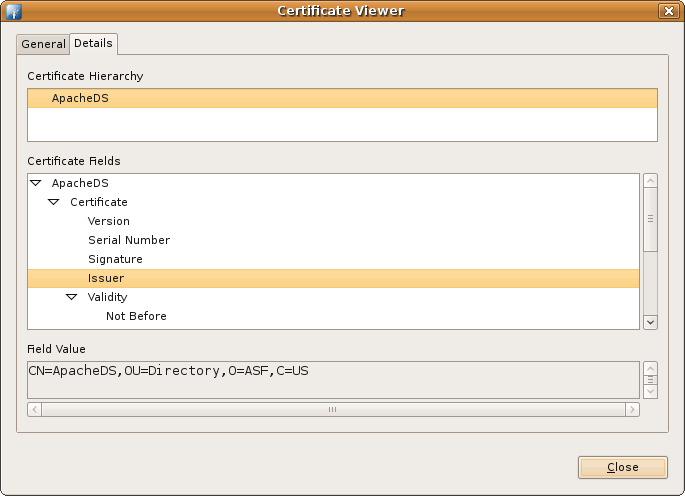 Certificate Viewer
General Details
Certificate Hierarchy
ApacheDS
Certificate Fields
ApacheDS
Certificate
Version
Serial Number
Signature
Issuer
Validity
Not Before
Field Value
CN=ApacheDS,OU=Directory,O=ASF,C=US
Close